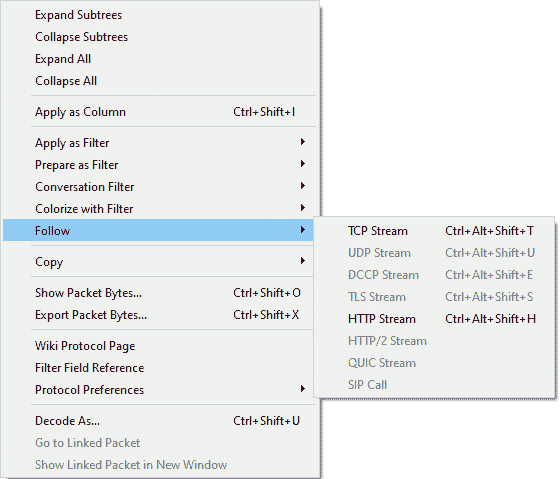 Expand Subtrees
Collapse Subtrees
Expand All
Collapse All
Apply as Column Ctrl+Shift+I
Apply as Filter
Prepare as Filter
Conversation Filter
Colorize with Filter
Follow
TCP Stream Ctrl+Alt+Shift+T
UDP Stream Ctrl+Alt+Shift+U
DCCP Stream Ctrl+Alt+Shift+E
TLS Stream Ctrl+Alt+Shift+S
HTTP Stream Ctrl+Alt+Shift+H
HTTP/2 Stream
QUIC Stream
SIP Call
Copy
Show Packet Bytes... Ctrl+Shift+O
Export Packet Bytes... Ctrl+Shift+X
Wiki Protocol Page
Filter Field Reference
Protocol Preferences
Decode As... Ctrl+Shift+U
Go to Linked Packet
Show Linked Packet in New Window